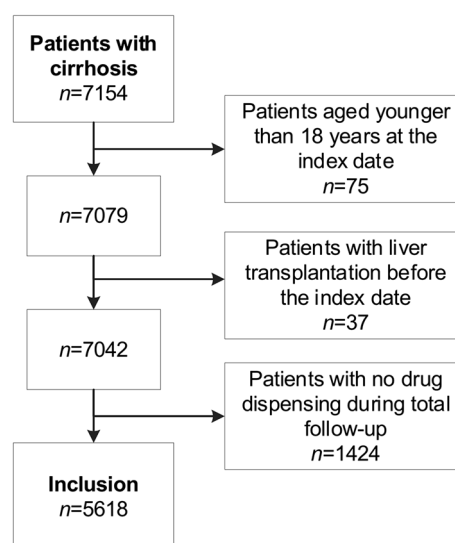 Patients with
cirrhosis
n=7154
Patients aged younger
than 18 years at the
index date
n=75
n=7079
Patients with liver
transplantation before
the index date
n=37
n=7042
Patients with no drug
dispensing during total
follow-up
n=1424
Inclusion
n=5618